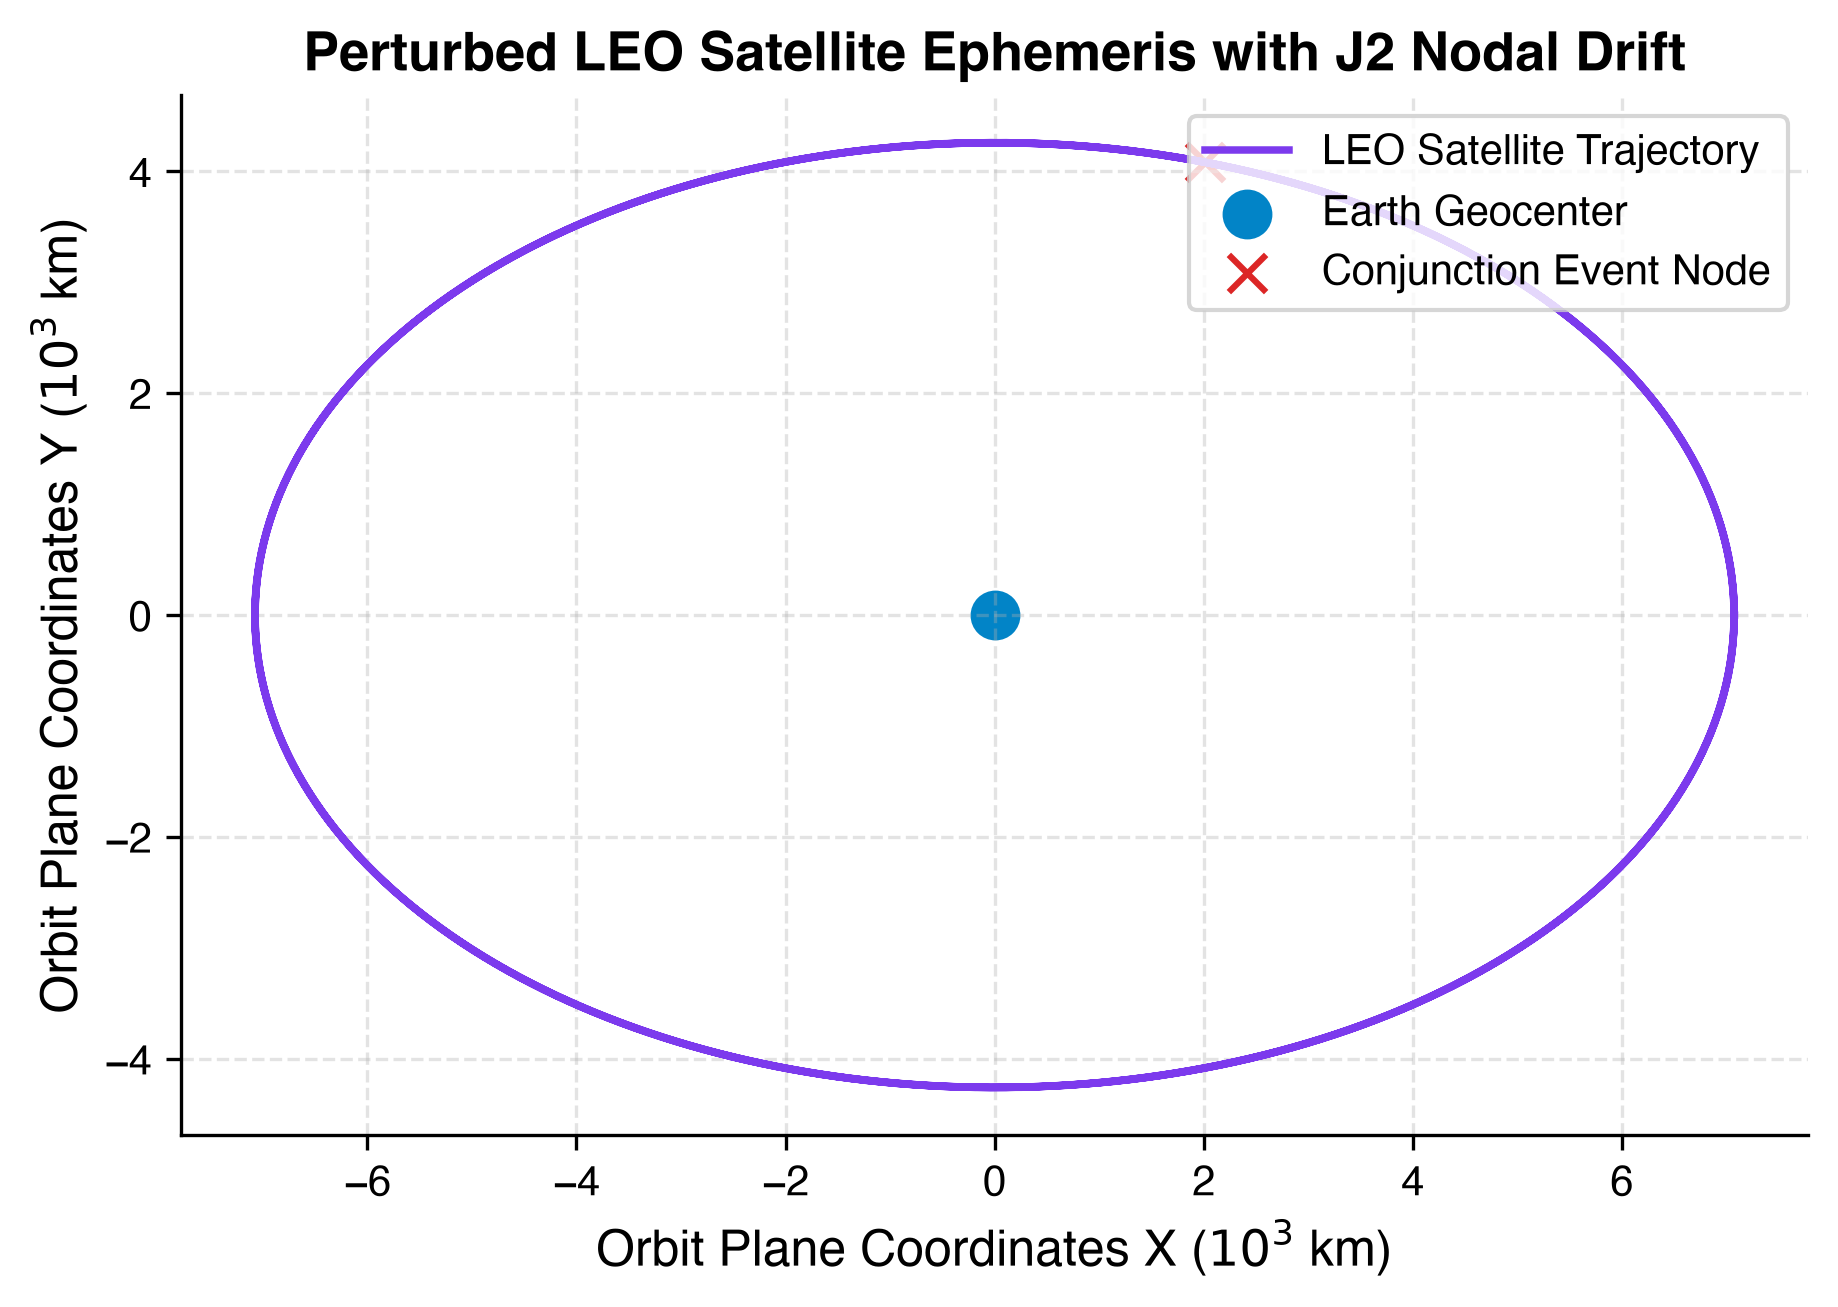 Perturbed LEO Satellite Ephemeris with J2 Nodal Drift
LEO Satellite Trajectory
Earth Geocenter
Conjunction Event Node
Orbit Plane Coordinates Y (10³ km)
4
2
0
−2
−4
−6
−4
−2
0
2
4
6
Orbit Plane Coordinates X (10³ km)